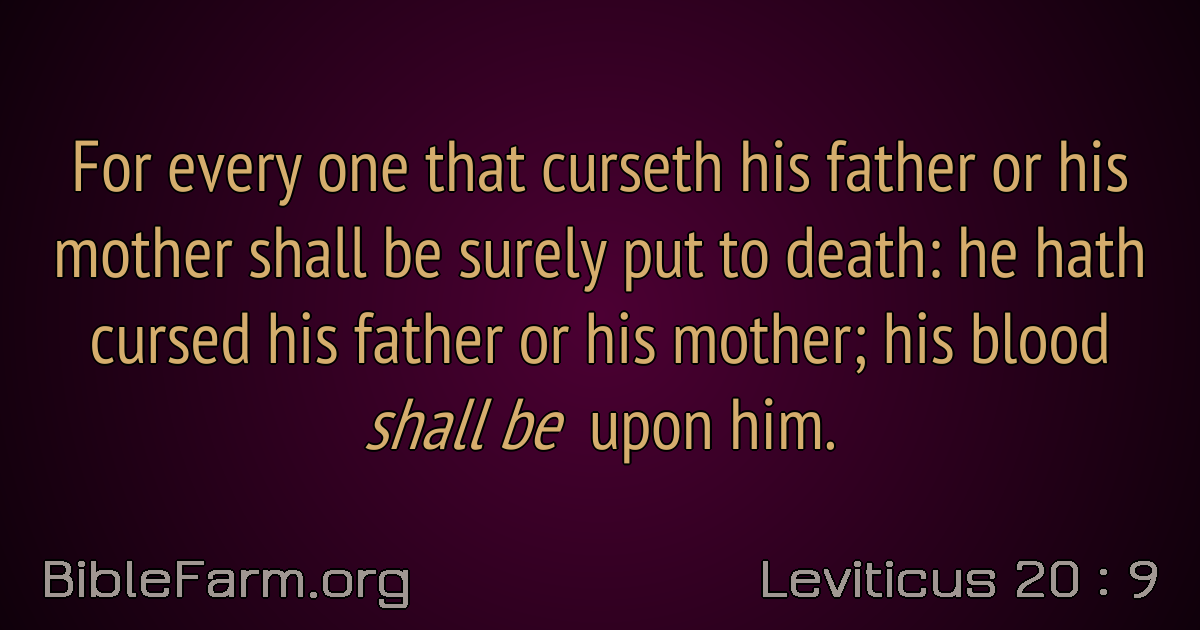 For every one that curseth his father or his
mother shall be surely put to death: he hath
cursed his father or his mother; his blood
shall be upon him.
BibleFarm.org
Leviticus 20 : 9